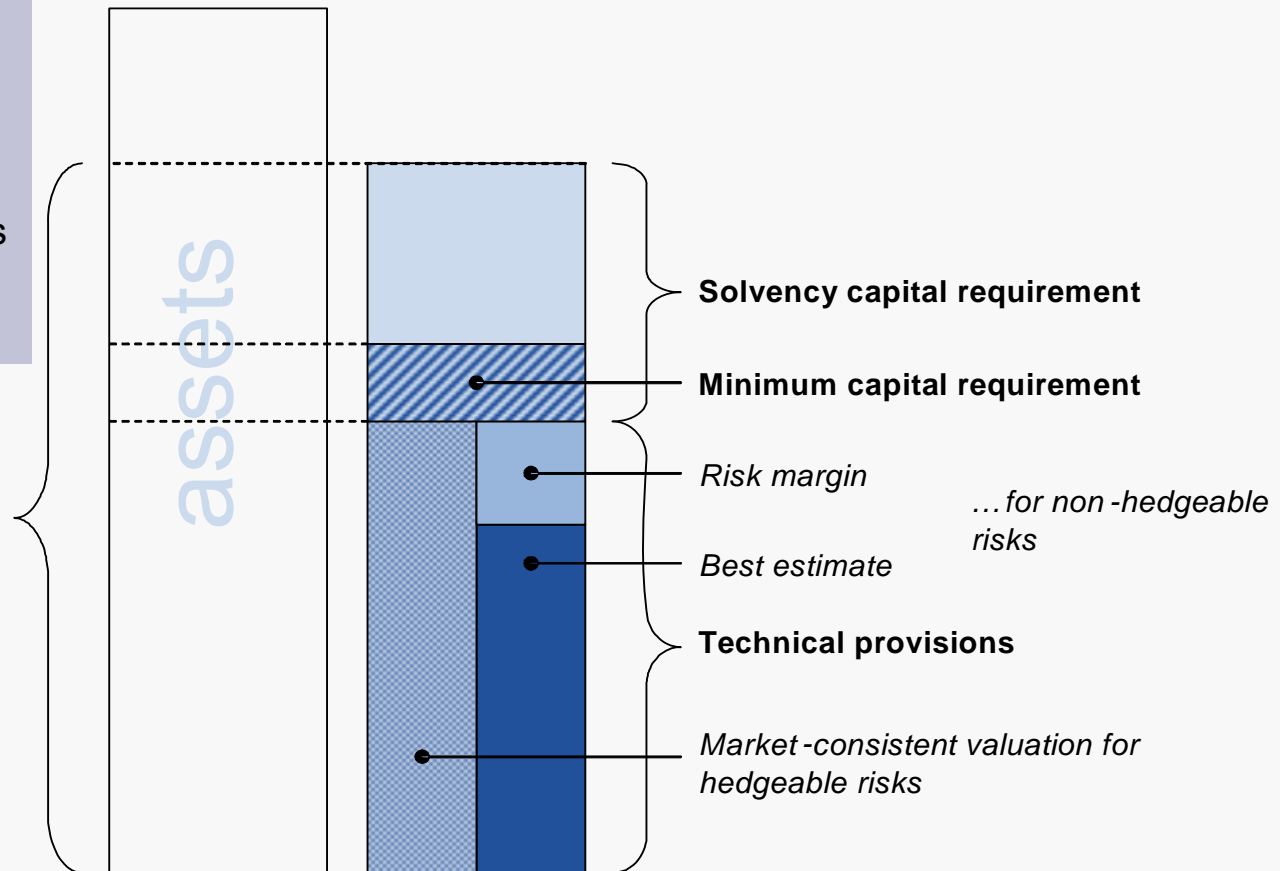 s
assets
Solvency capital requirement
Minimum capital requirement
Risk margin
…for non-hedgeable
risks
Best estimate
Technical provisions
Market-consistent valuation for
hedgeable risks